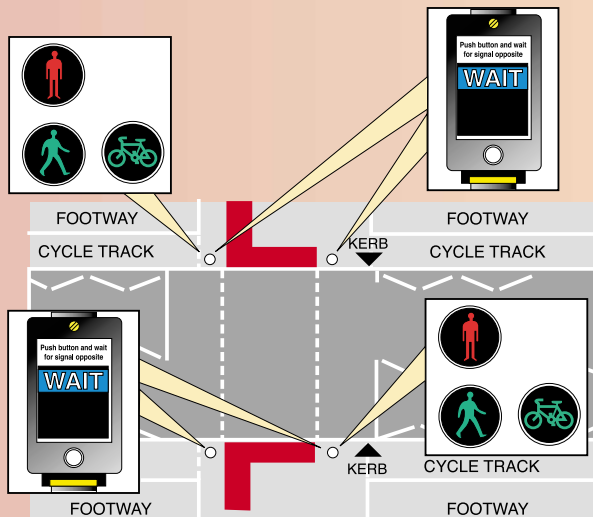 Push button and wait
for signal opposite
WAIT
FOOTWAY
FOOTWAY
CYCLE TRACK
KERB
CYCLE TRACK
Push button and wait
for signal opposite
WAIT
KERB
CYCLE TRACK
FOOTWAY
FOOTWAY